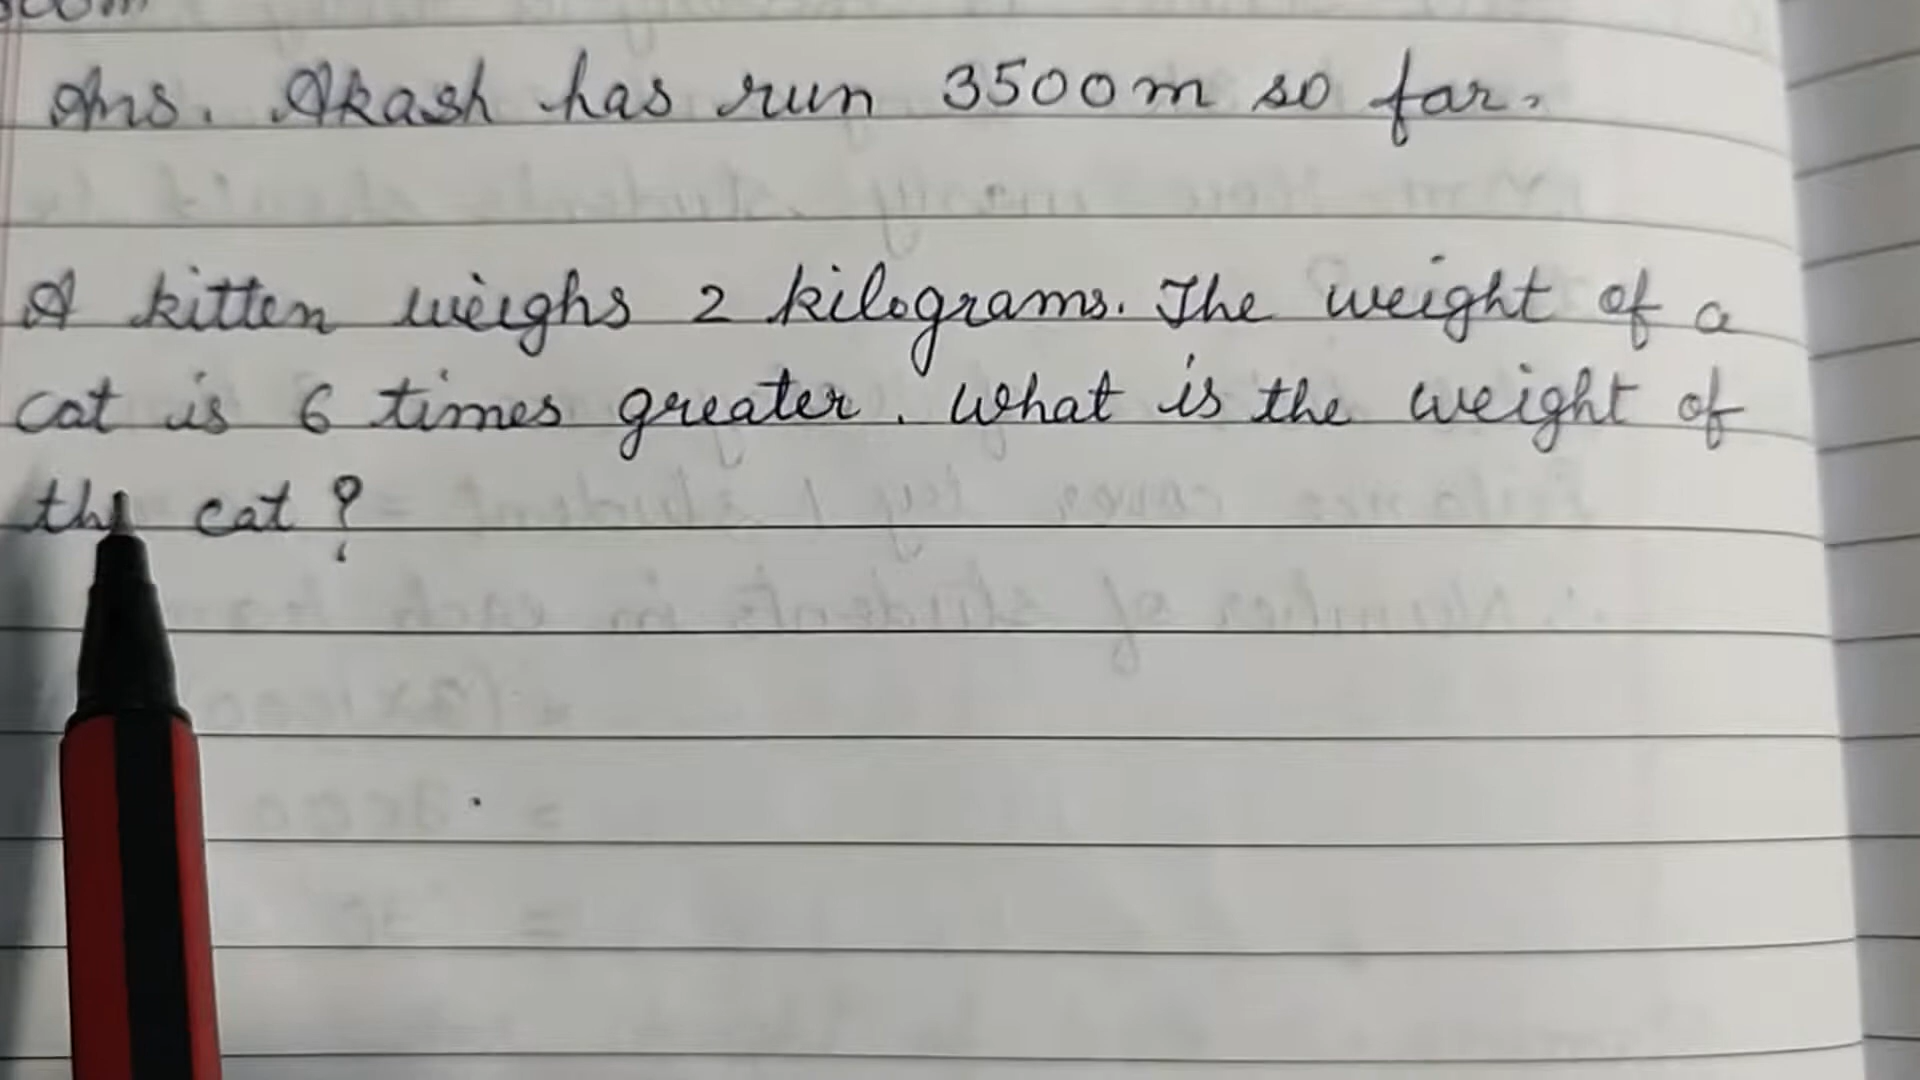 Ans. Akash has run 3500m so far.
A kitten weighs 2 kilograms. The weight of a
cat is 6 times greater. What is the weight of
the cat?